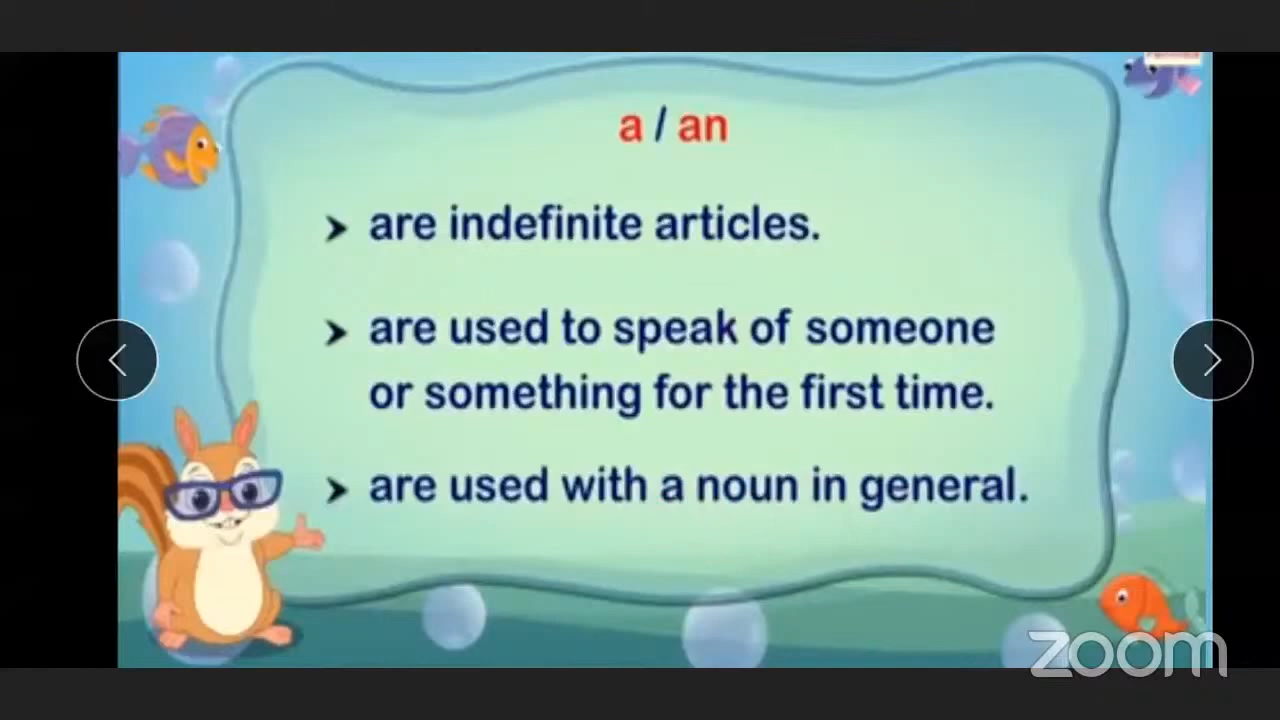 a / an
➤ are indefinite articles.
➤ are used to speak of someone
or something for the first time.
➤ are used with a noun in general.
zoom